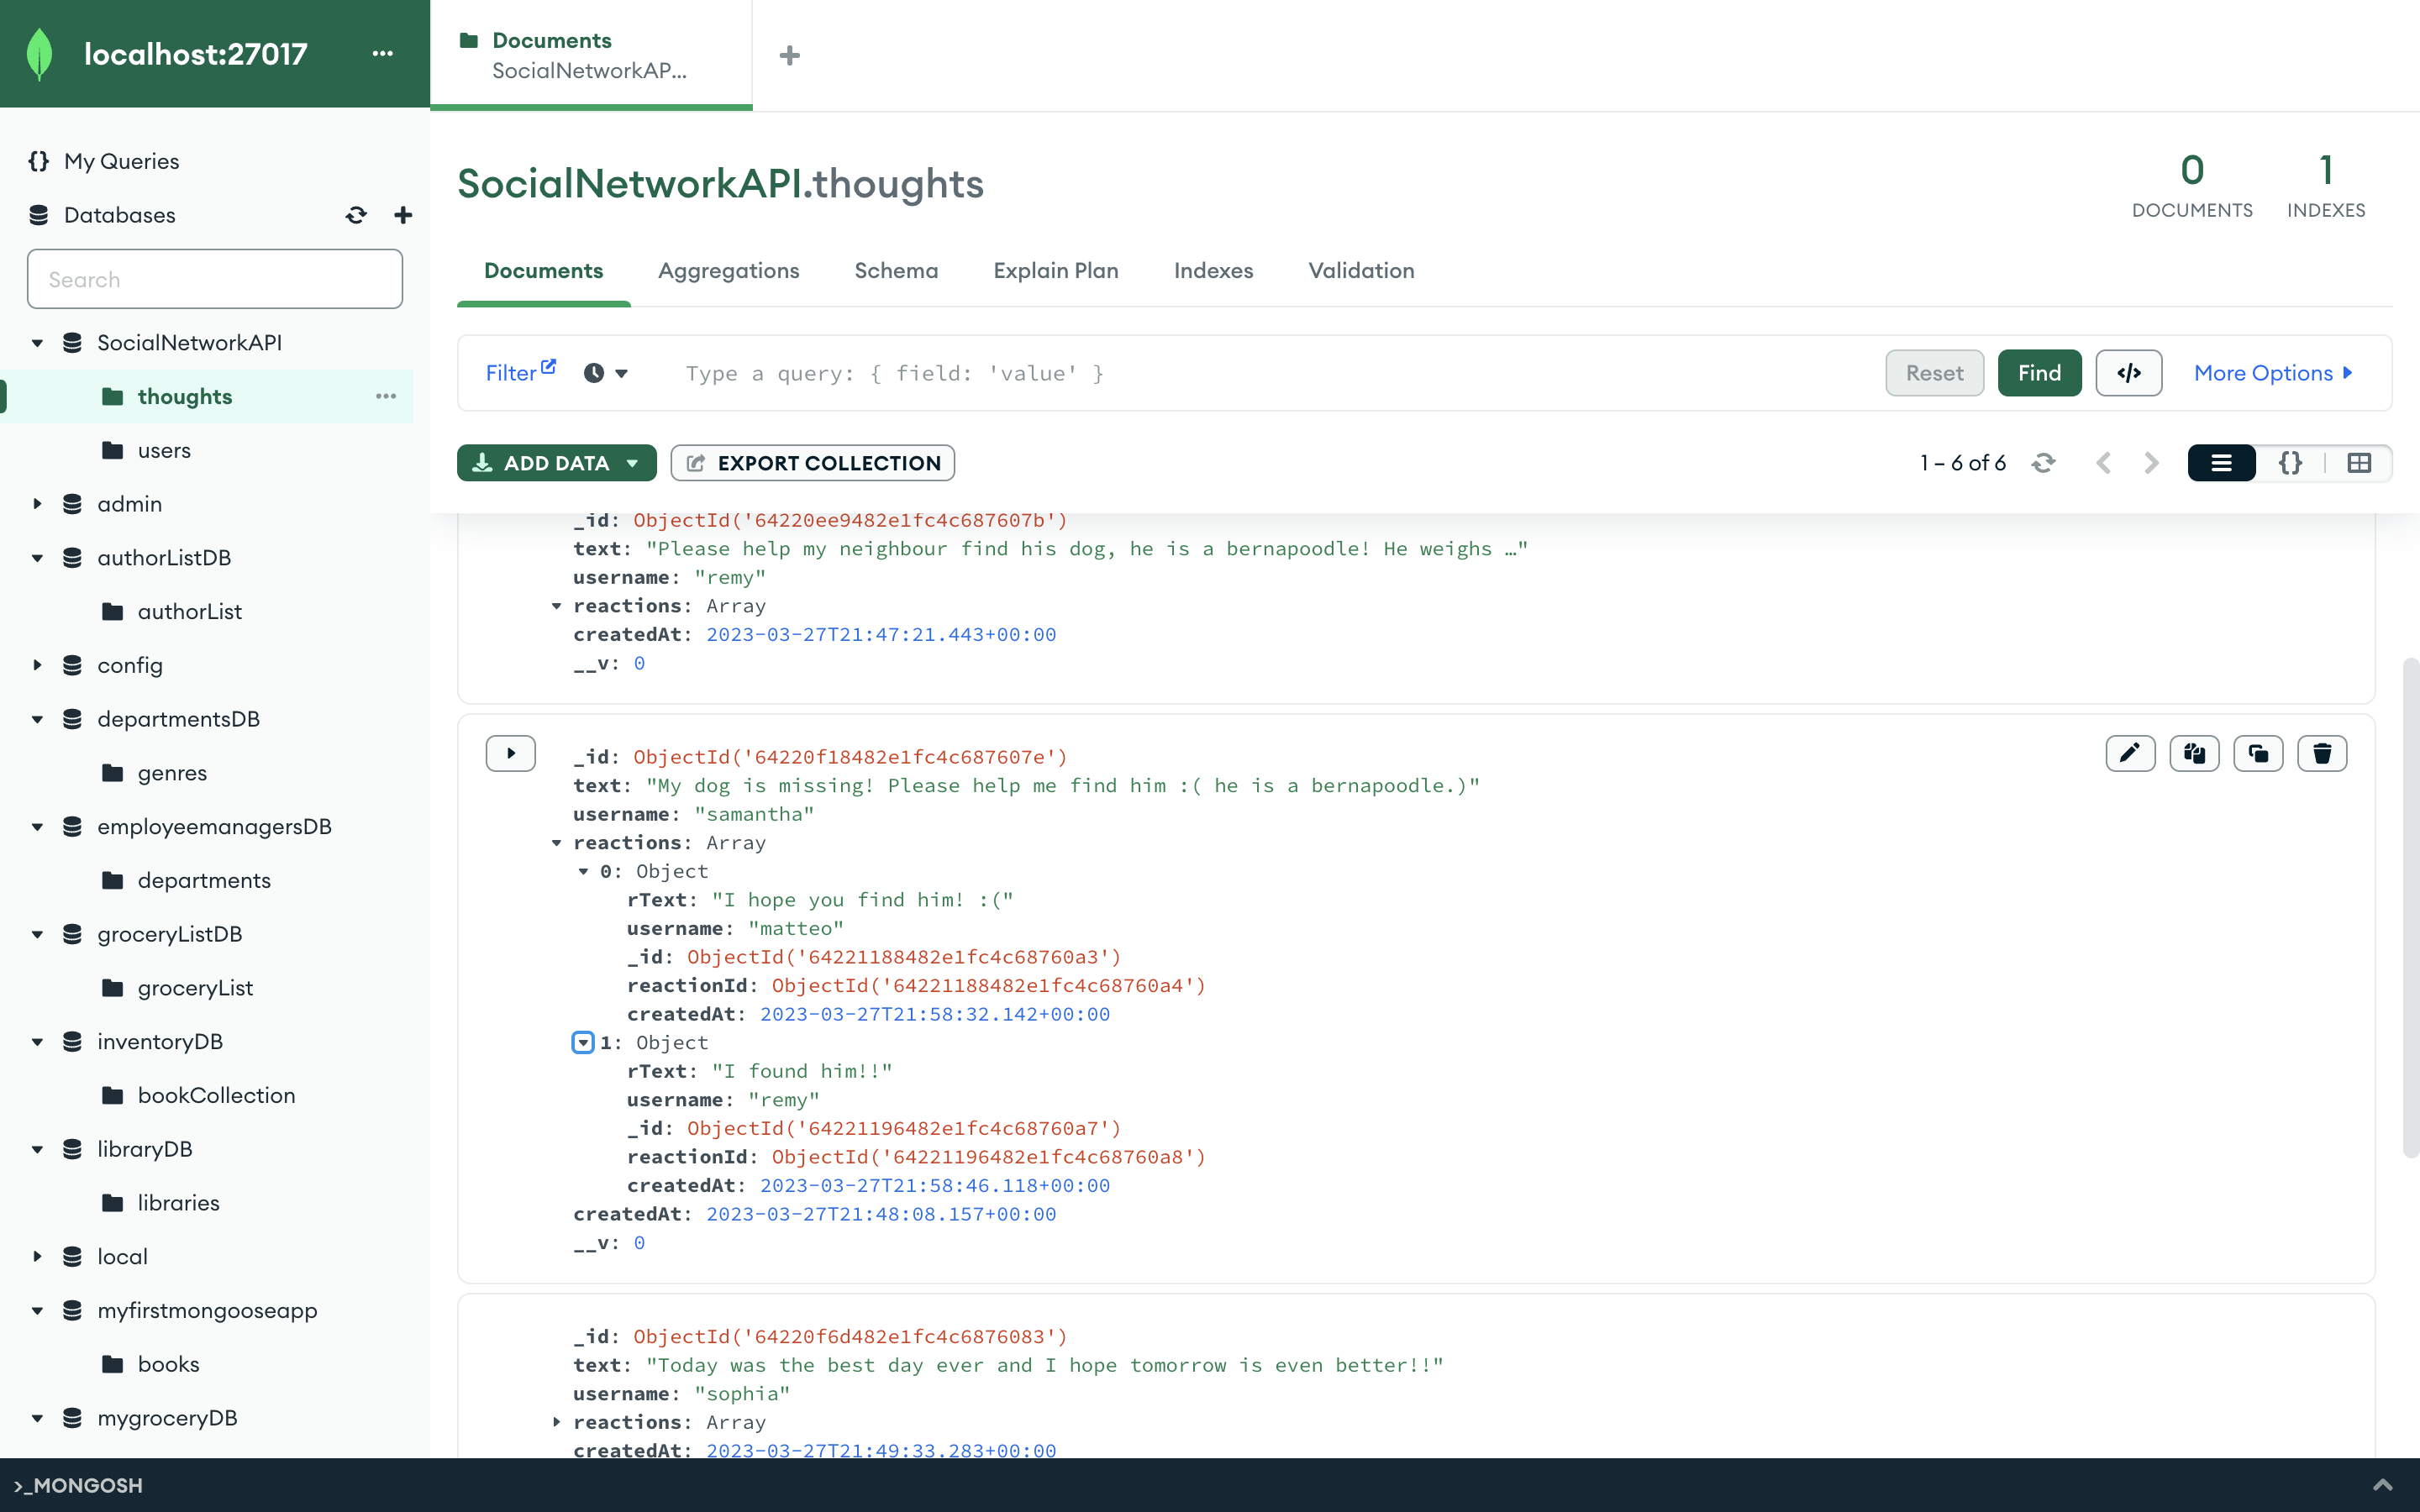 localhost:27017
My Queries
Databases
Search
SocialNetworkAPI
thoughts
users
admin
authorListDB
authorList
config
departmentsDB
genres
employeemanagersDB
departments
groceryListDB
groceryList
inventoryDB
bookCollection
libraryDB
libraries
local
myfirstmongooseapp
books
mygroceryDB
Documents
SocialNetworkAP...
SocialNetworkAPI.thoughts
0
DOCUMENTS
1
INDEXES
Documents Aggregations Schema Explain Plan Indexes Validation
Filter Type a query: { field: 'value' } Reset Find </> More Options
ADD DATA EXPORT COLLECTION 1 – 6 of 6 {}
_id: ObjectId('64220ee9482e1fc4c687607b')
text: "Please help my neighbour find his dog, he is a bernapoodle! He weighs …"
username: "remy"
reactions: Array
createdAt: 2023-03-27T21:47:21.443+00:00
__v: 0
_id: ObjectId('64220f18482e1fc4c687607e')
text: "My dog is missing! Please help me find him :( he is a bernapoodle.)"
username: "samantha"
reactions: Array
0: Object
rText: "I hope you find him! :("
username: "matteo"
_id: ObjectId('64221188482e1fc4c68760a3')
reactionId: ObjectId('64221188482e1fc4c68760a4')
createdAt: 2023-03-27T21:58:32.142+00:00
1: Object
rText: "I found him!!"
username: "remy"
_id: ObjectId('64221196482e1fc4c68760a7')
reactionId: ObjectId('64221196482e1fc4c68760a8')
createdAt: 2023-03-27T21:58:46.118+00:00
createdAt: 2023-03-27T21:48:08.157+00:00
__v: 0
_id: ObjectId('64220f6d482e1fc4c6876083')
text: "Today was the best day ever and I hope tomorrow is even better!!"
username: "sophia"
reactions: Array
createdAt: 2023-03-27T21:49:33.283+00:00
>_MONGOSH